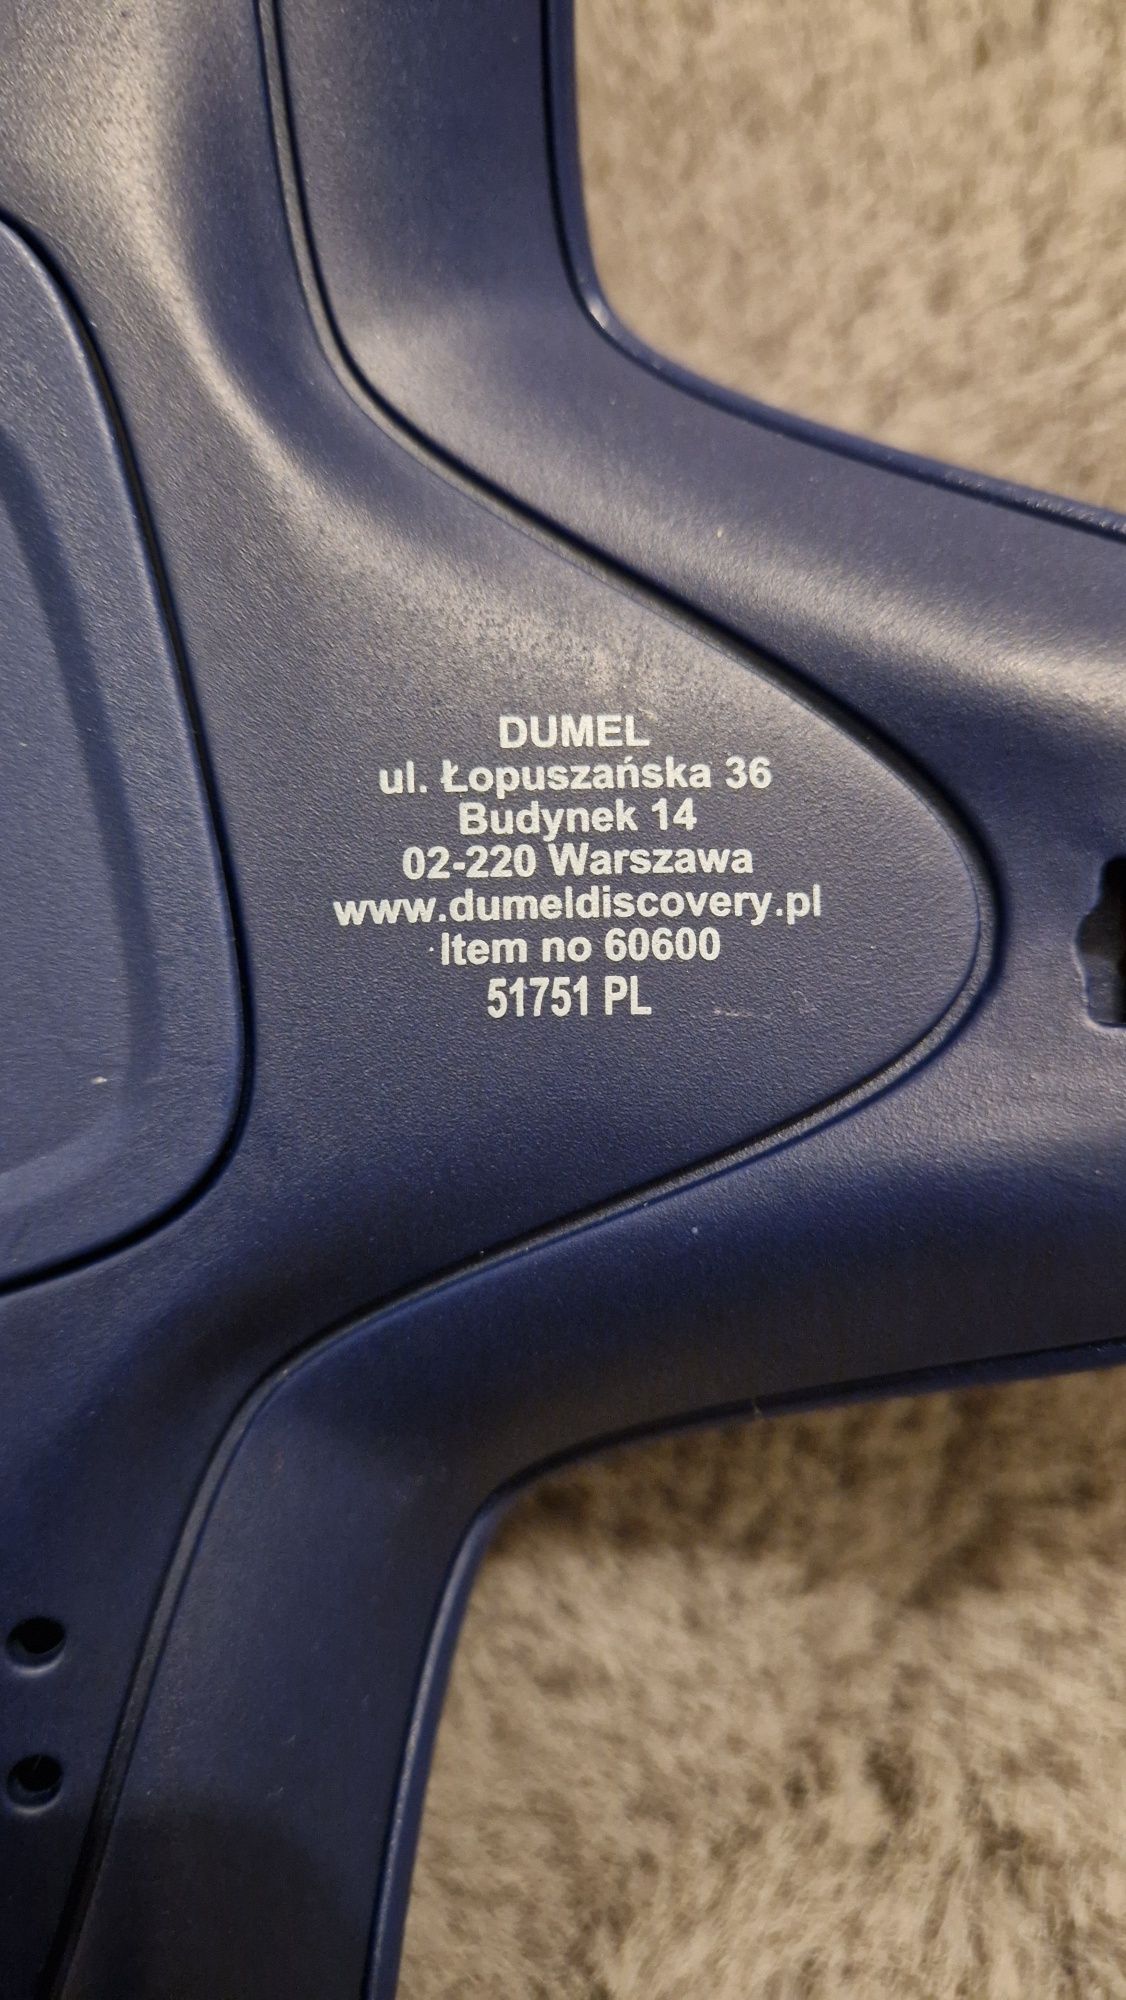 DUMEL
ul. Łopuszańska 36
Budynek 14
02-220 Warszawa
www.dumeldiscovery.pl
Item no 60600
51751 PL